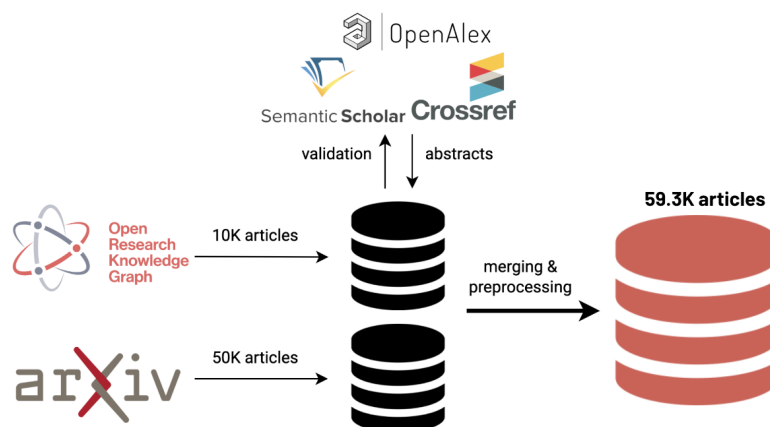 OpenAlex
Semantic Scholar
Crossref
validation
abstracts
59.3K articles
Open
Research
Knowledge
Graph
10K articles
merging &
preprocessing
50K articles
arXiv